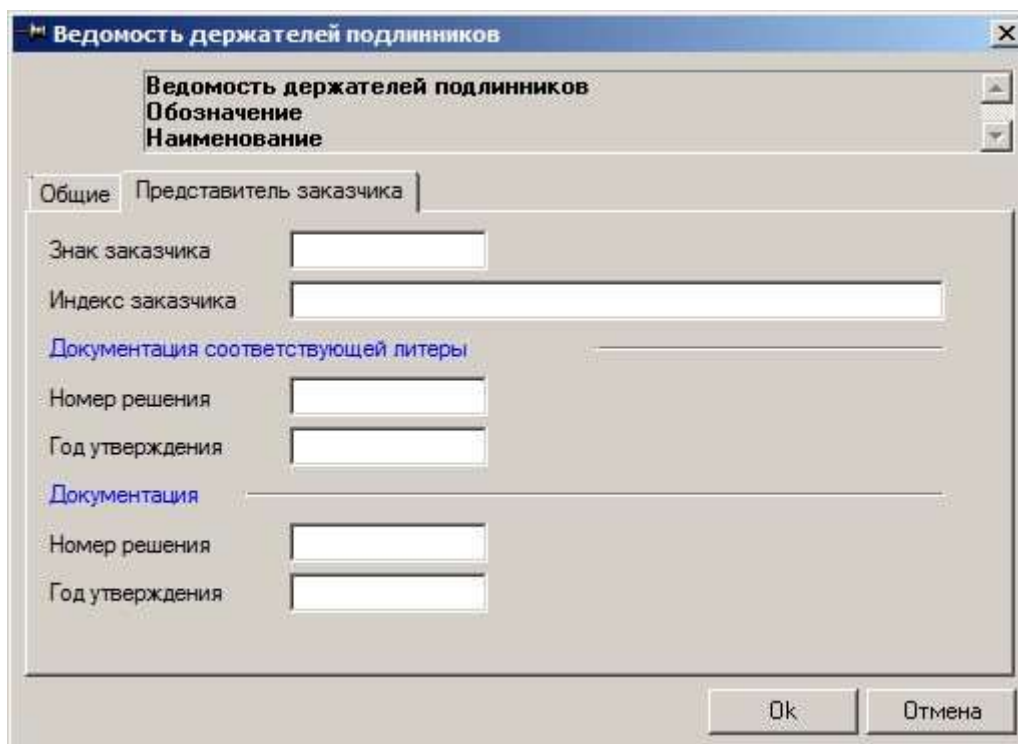 Ведомость держателей подлинников
Ведомость держателей подлинников
Обозначение
Наименование
Общие
Представитель заказчика
Знак заказчика
Индекс заказчика
Документация соответствующей литеры
Номер решения
Год утверждения
Документация
Номер решения
Год утверждения
Ok
Отмена